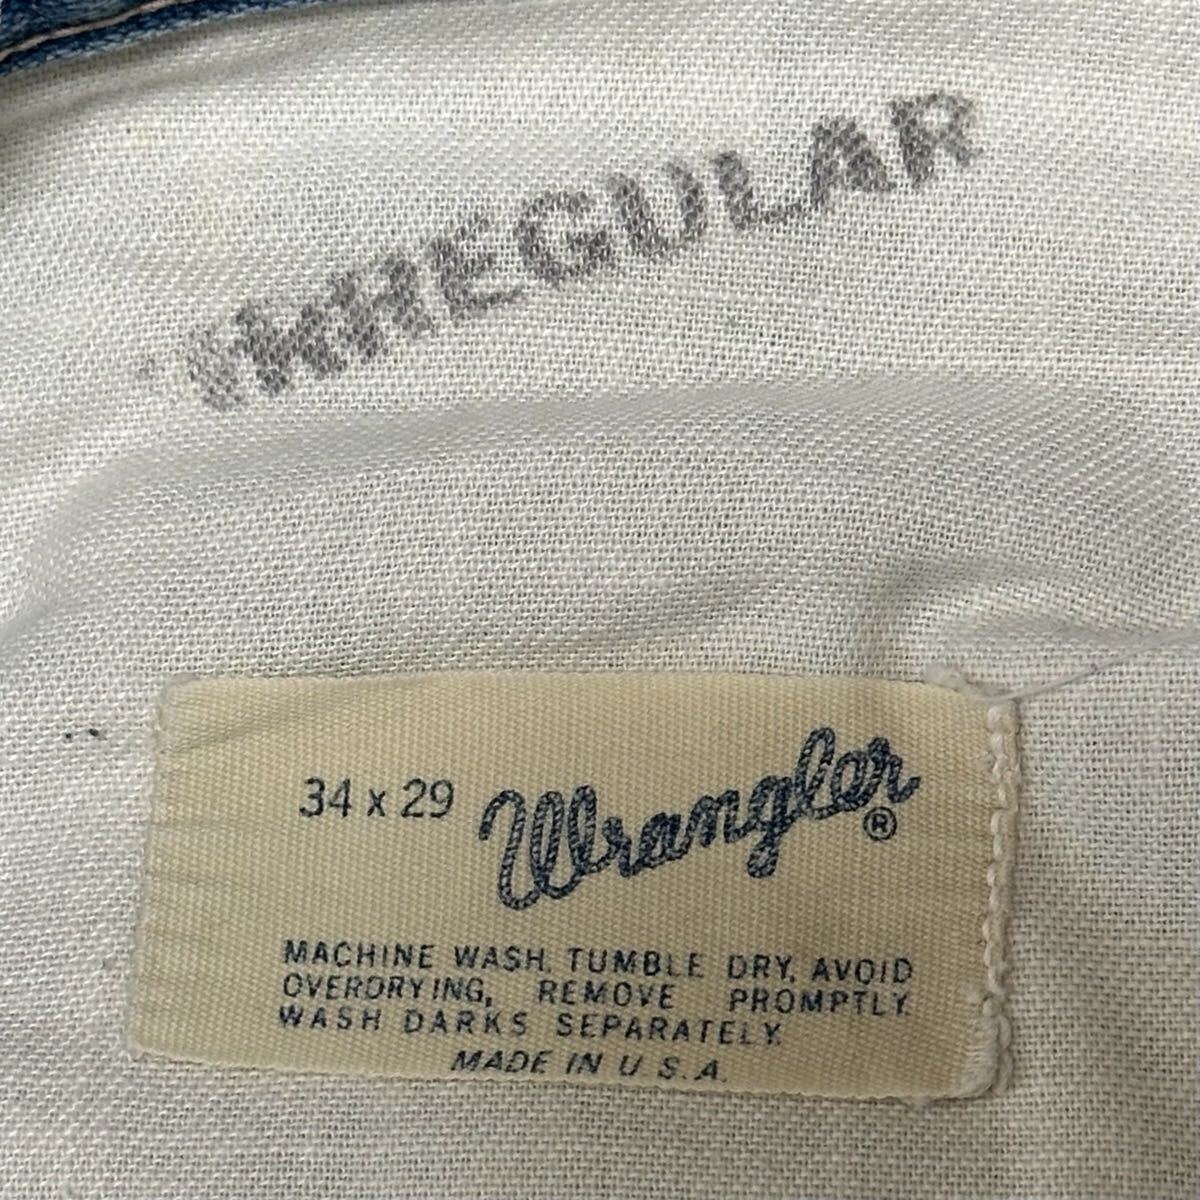 IRREGULAR
34 x 29 Wrangler®
MACHINE WASH. TUMBLE DRY. AVOID
OVERDRYING, REMOVE PROMPTLY.
WASH DARKS SEPARATELY.
MADE IN U.S.A.